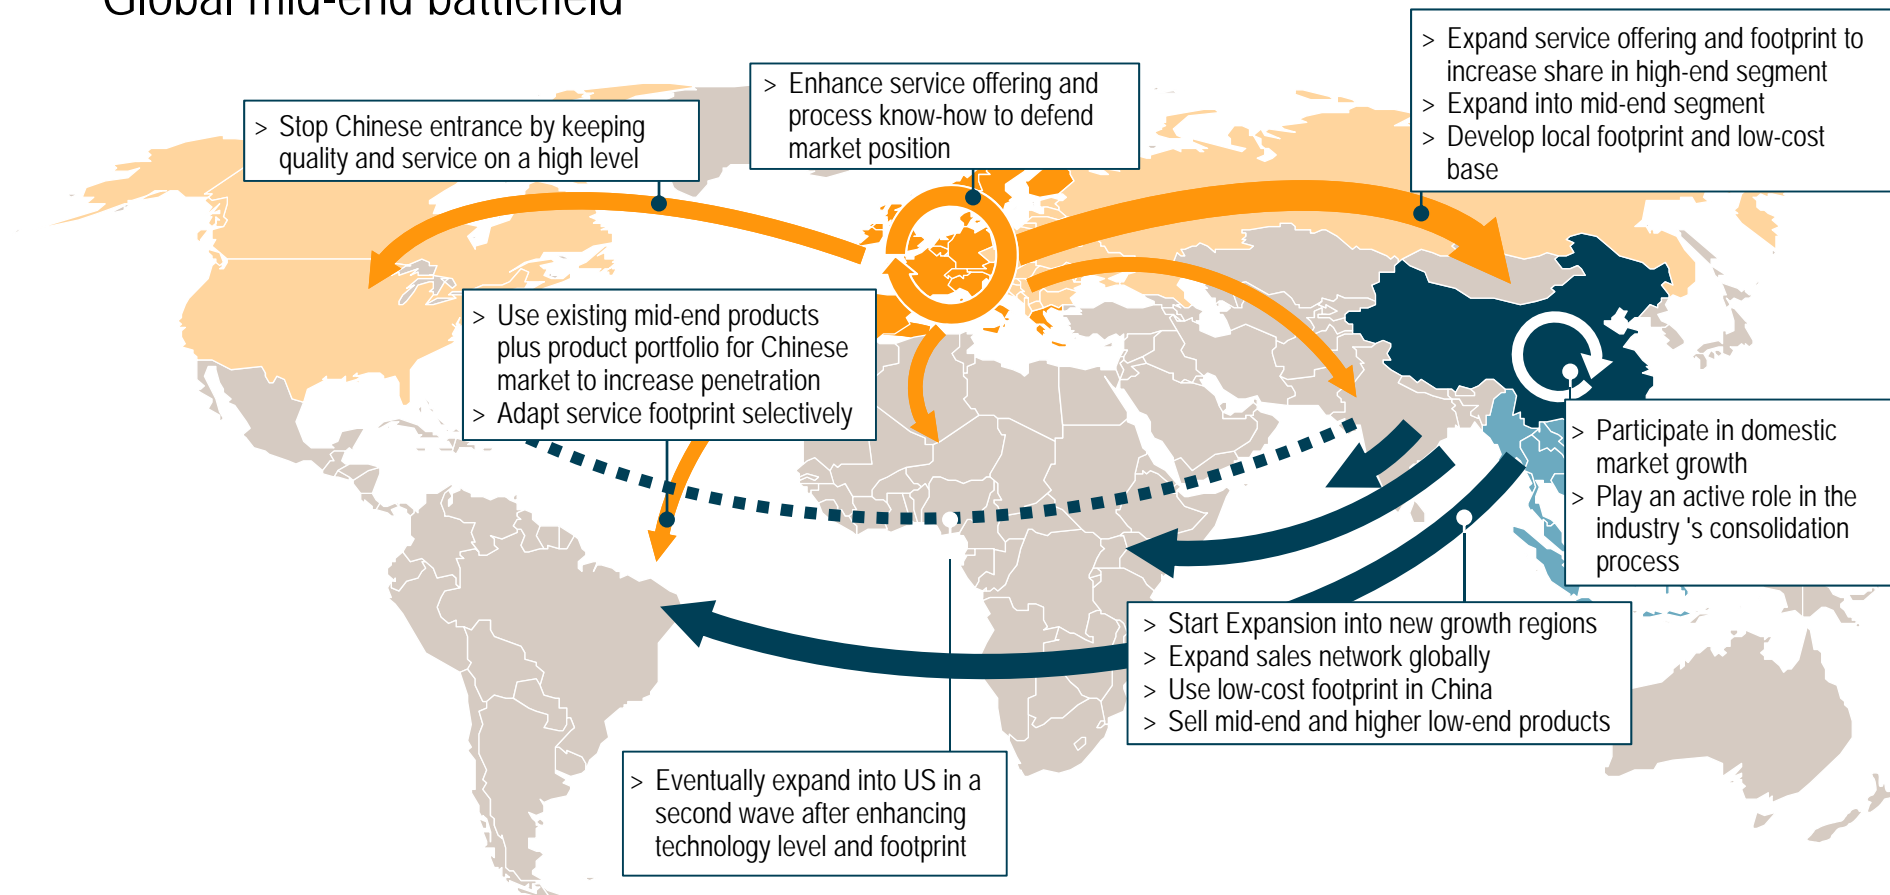 Global mid-end battlefield
> Expand service offering and footprint to
increase share in high-end segment
> Expand into mid-end segment
> Develop local footprint and low-cost
base
> Enhance service offering and
process know-how to defend
market position
> Stop Chinese entrance by keeping
quality and service on a high level
> Use existing mid-end products
plus product portfolio for Chinese
market to increase penetration
> Adapt service footprint selectively
> Participate in domestic
market growth
> Play an active role in the
industry 's consolidation
process
> Start Expansion into new growth regions
> Expand sales network globally
> Use low-cost footprint in China
> Sell mid-end and higher low-end products
> Eventually expand into US in a
second wave after enhancing
technology level and footprint